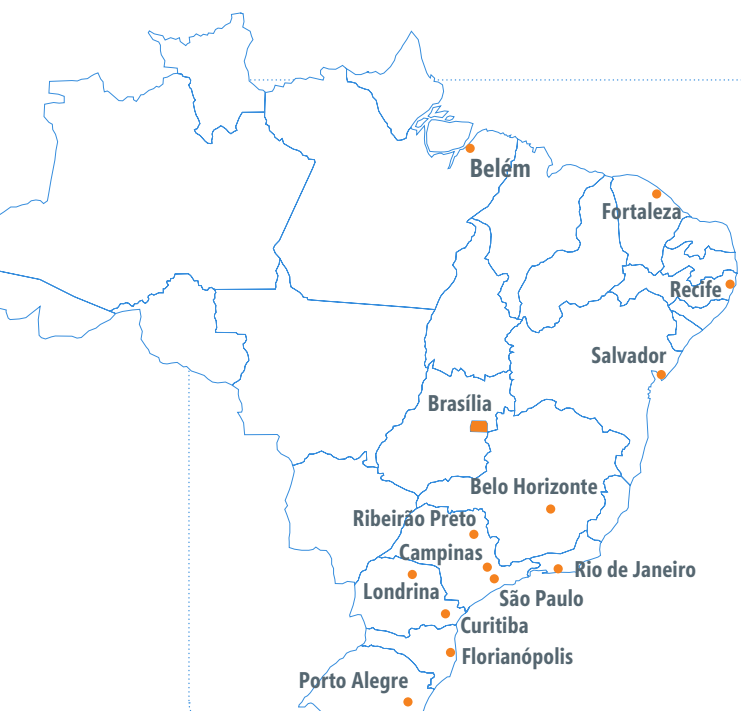 Belém
Fortaleza
Recife
Salvador
Brasília
Belo Horizonte
Ribeirão Preto
Campinas
Rio de Janeiro
Londrina
São Paulo
Curitiba
Florianópolis
Porto Alegre